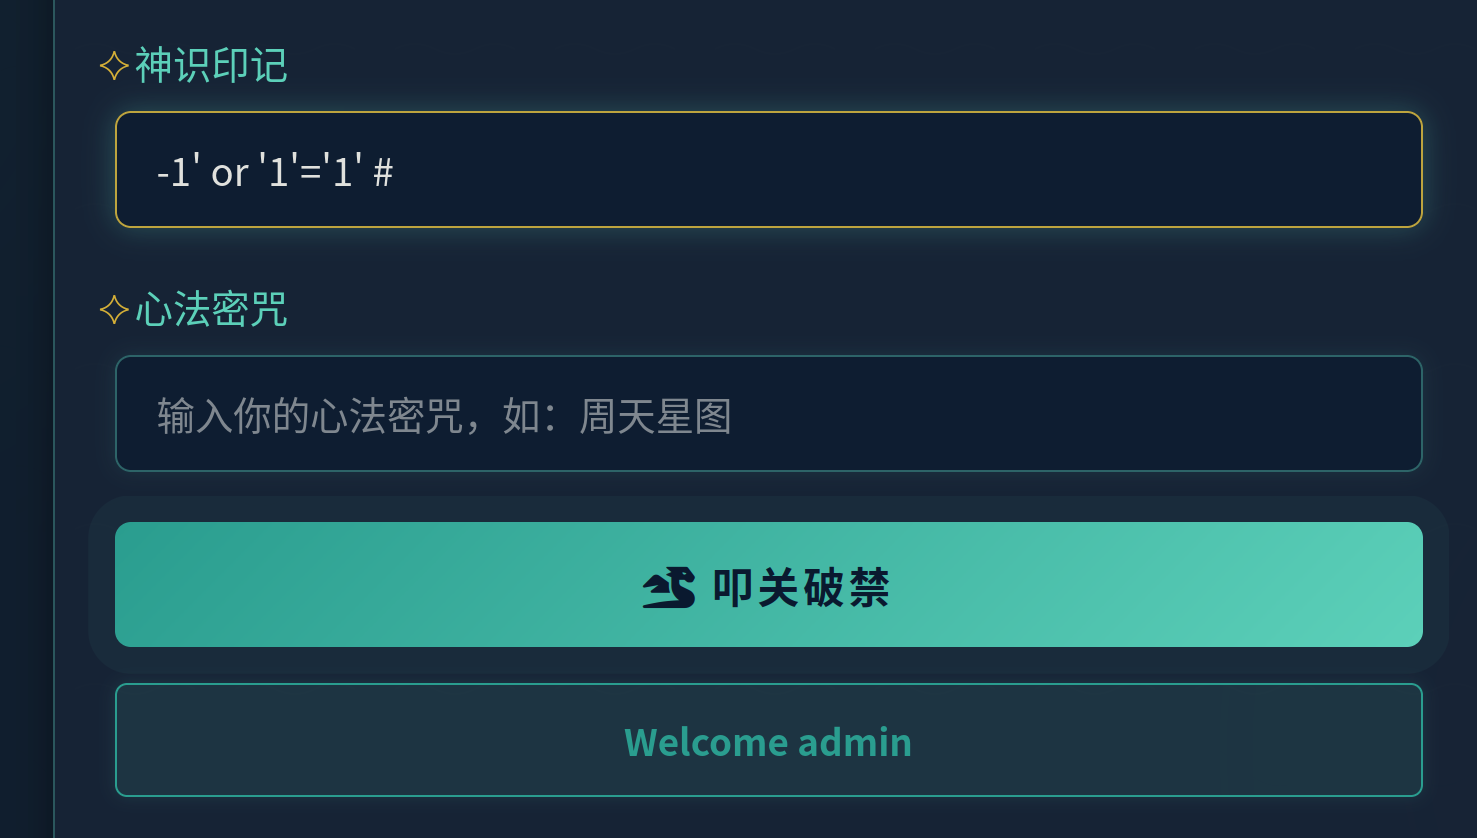 神识印记
-1' or '1'='1' #
心法密咒
输入你的心法密咒，如：周天星图
叩关破禁
Welcome admin